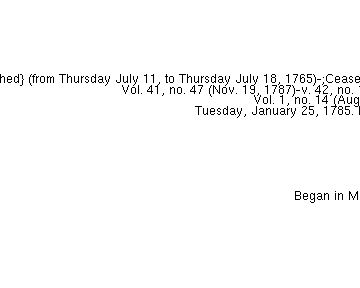 hed} (from Thursday July 11, to Thursday July 18, 1765)-;Cease
Vol. 41, no. 47 (Nov. 19, 1787)-v. 42, no.
Vol. 1, no. 14 (Aug
Tuesday, January 25, 1785.
Began in M